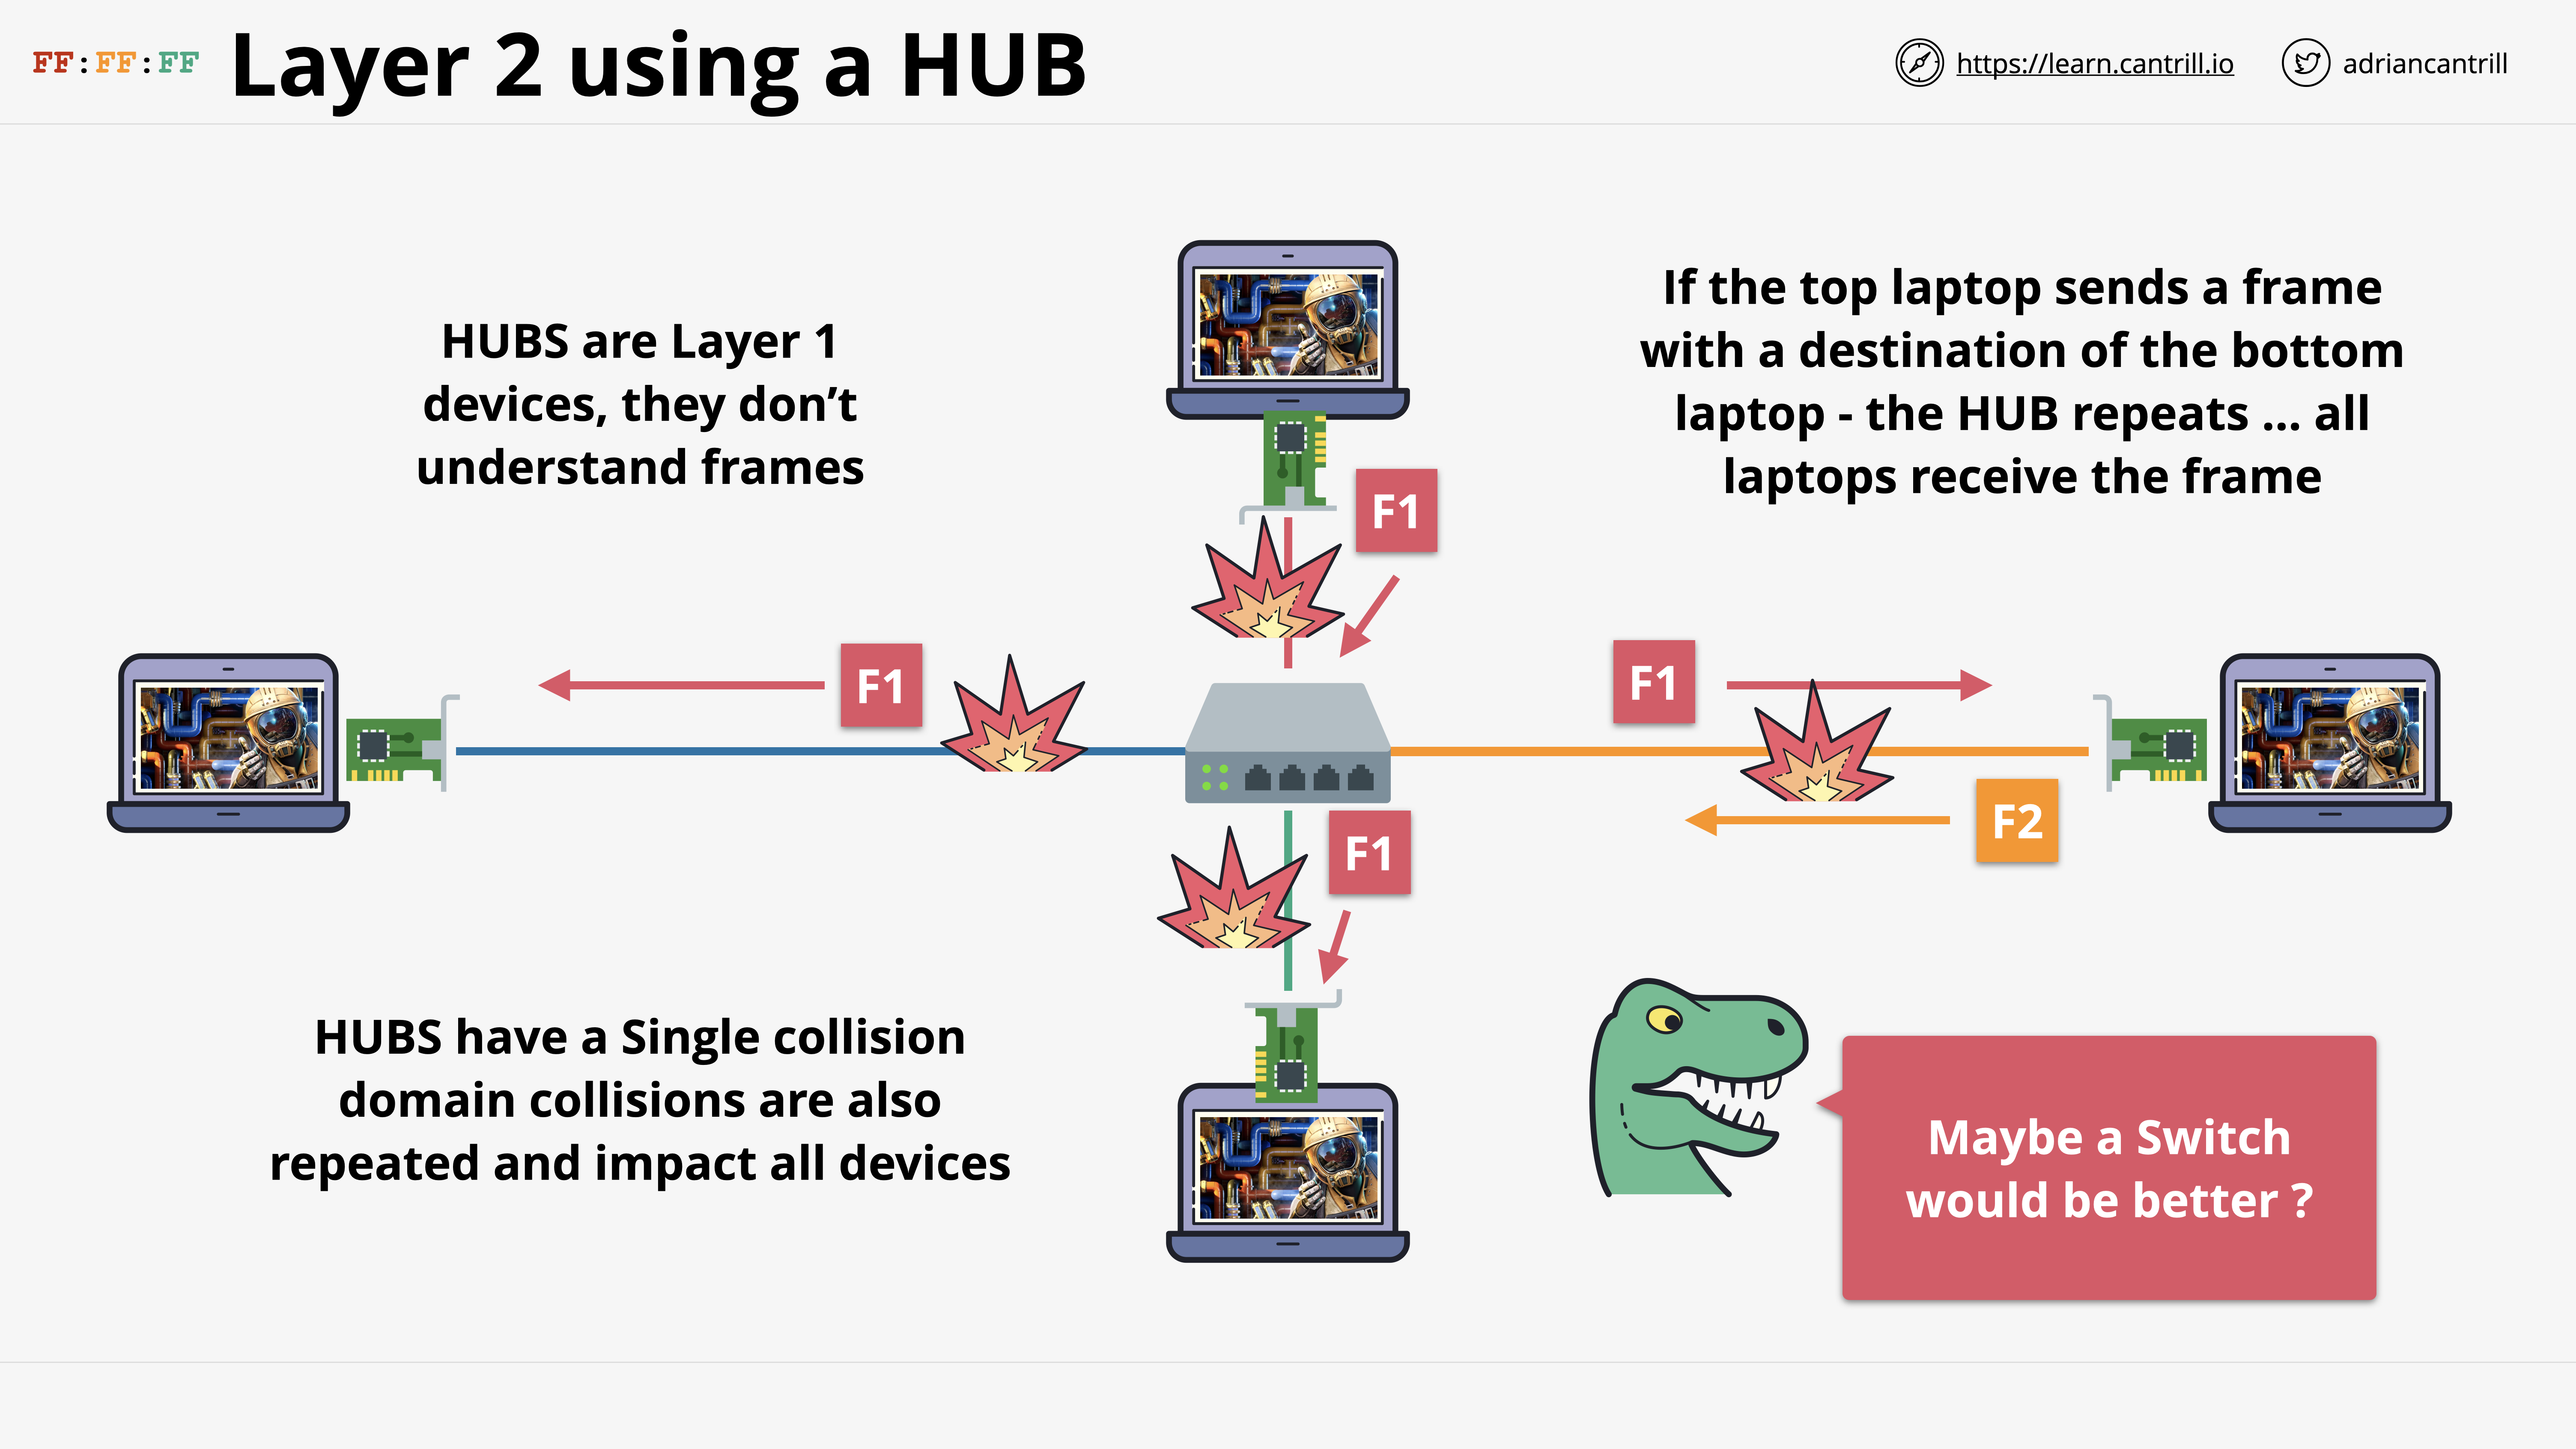 FF:FF:FF Layer 2 using a HUB
https://learn.cantrill.io
adriancantrill
HUBS are Layer 1
devices, they don’t
understand frames
If the top laptop sends a frame
with a destination of the bottom
laptop - the HUB repeats ... all
laptops receive the frame
F1
F1
F1
F2
F1
HUBS have a Single collision
domain collisions are also
repeated and impact all devices
Maybe a Switch
would be better ?